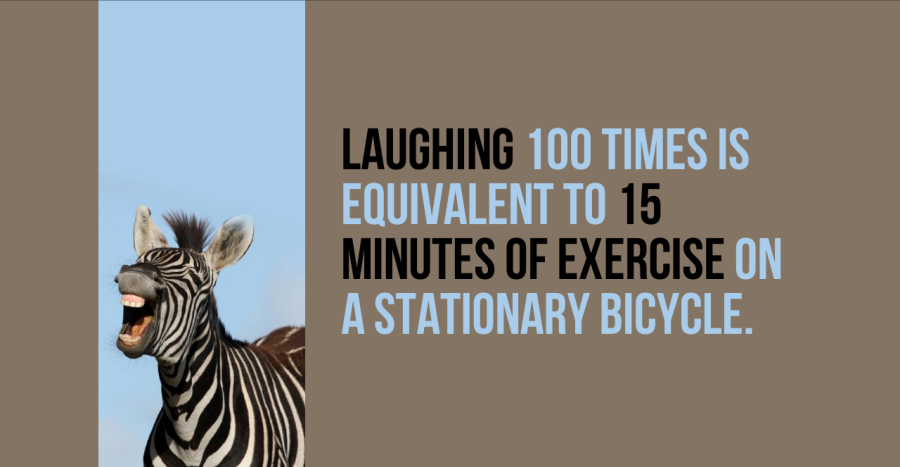 LAUGHING 100 TIMES IS
EQUIVALENT TO 15
MINUTES OF EXERCISE ON
A STATIONARY BICYCLE.